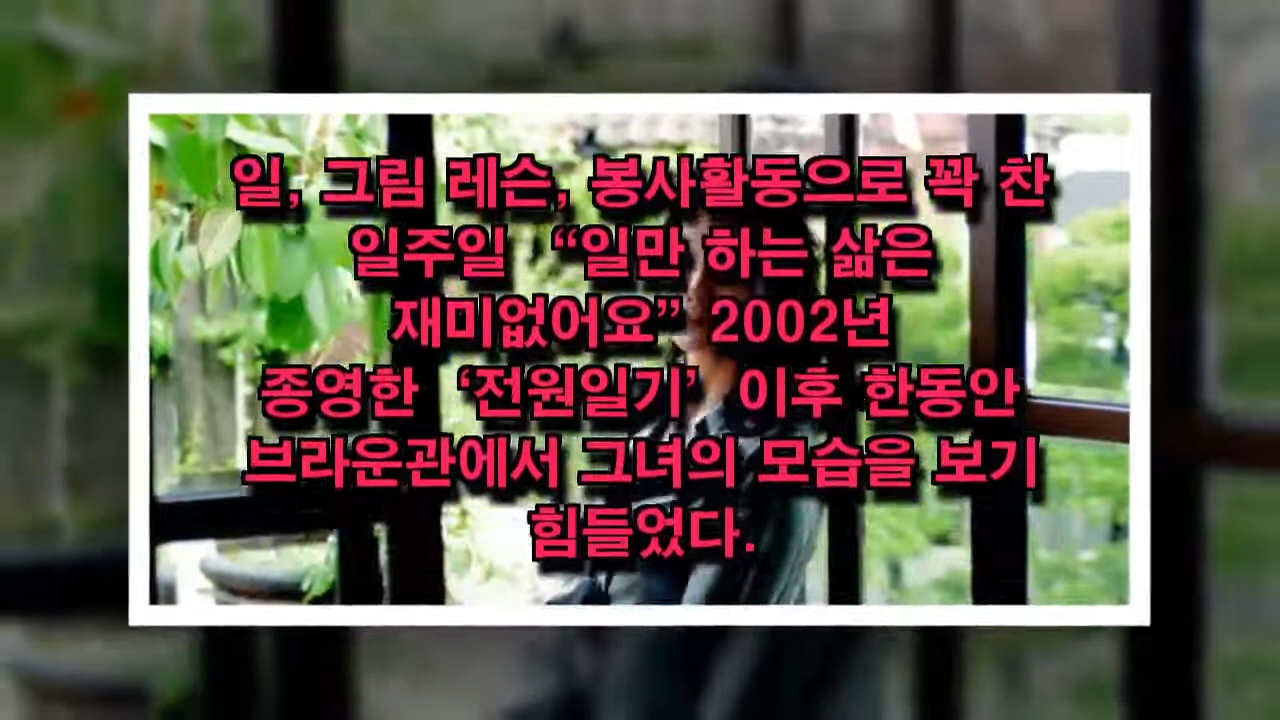 일, 그림 레슨, 봉사활동으로 꽉 찬
일주일 “일만 하는 삶은
재미없어요” 2002년
종영한 ‘전원일기’ 이후 한동안
브라운관에서 그녀의 모습을 보기
힘들었다.